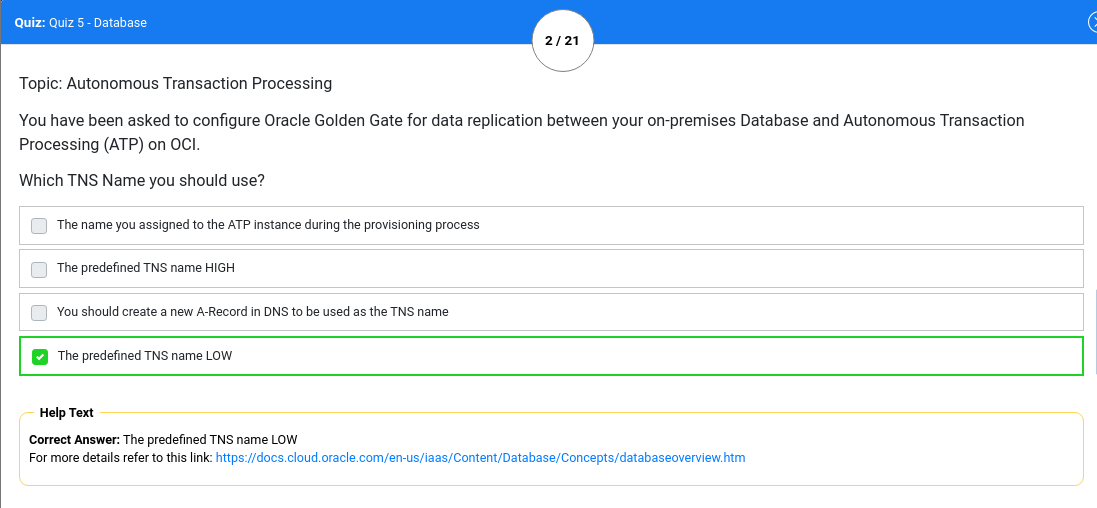 Quiz: Quiz 5 - Database
2 / 21
Topic: Autonomous Transaction Processing
You have been asked to configure Oracle Golden Gate for data replication between your on-premises Database and Autonomous Transaction
Processing (ATP) on OCI.
Which TNS Name you should use?
The name you assigned to the ATP instance during the provisioning process
The predefined TNS name HIGH
You should create a new A-Record in DNS to be used as the TNS name
The predefined TNS name LOW
Help Text
Correct Answer: The predefined TNS name LOW
For more details refer to this link: https://docs.cloud.oracle.com/en-us/iaas/Content/Database/Concepts/databaseoverview.htm